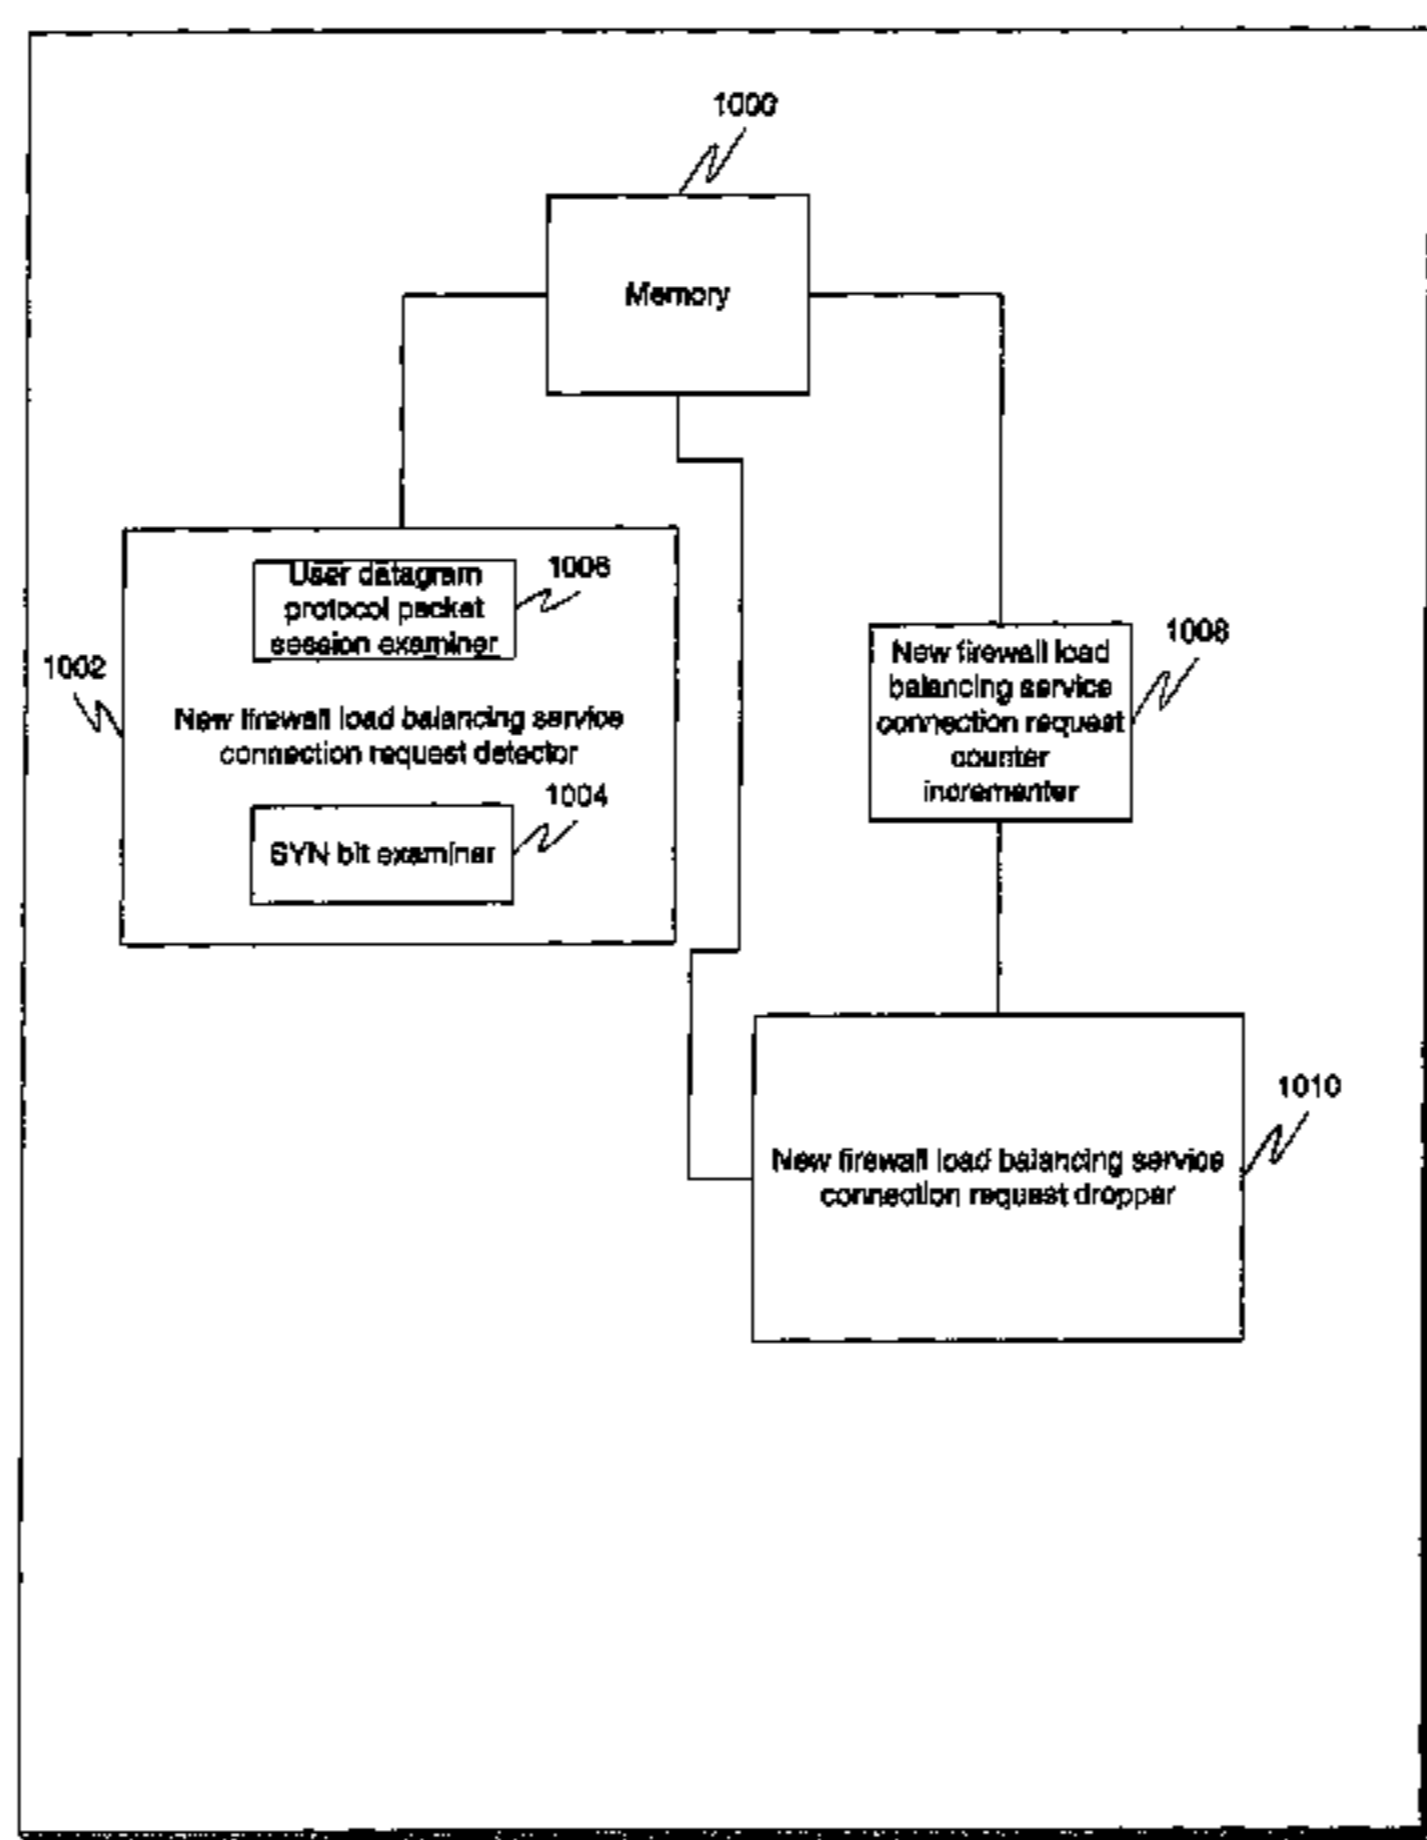 1000
Memory
User datagram
protocol packet
session examiner
1006
1002
New firewall load balancing service
connection request detector
1004
SYN bit examiner
New firewall load
balancing service
connection request
counter
incrementer
1008
New firewall load balancing service
connection request dropper
1010